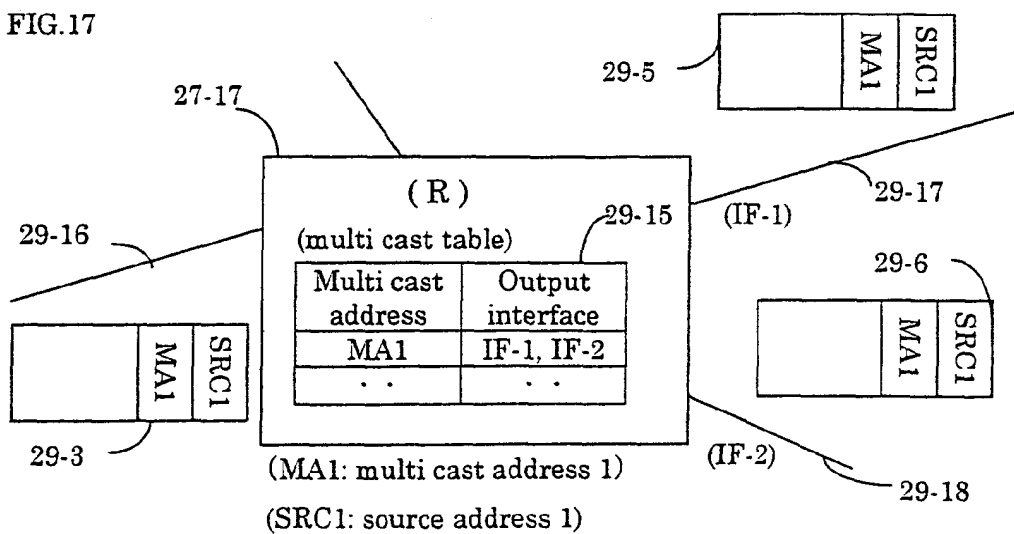 FIG.17
29-5
MA1
SRC1
27-17
(R)
29-15
29-17
(IF-1)
29-16
(multi cast table)
Multi cast address
Output interface
MA1
IF-1, IF-2
. .
. .
29-6
MA1
SRC1
MA1
SRC1
29-3
(IF-2)
29-18
(MA1: multi cast address 1)
(SRC1: source address 1)